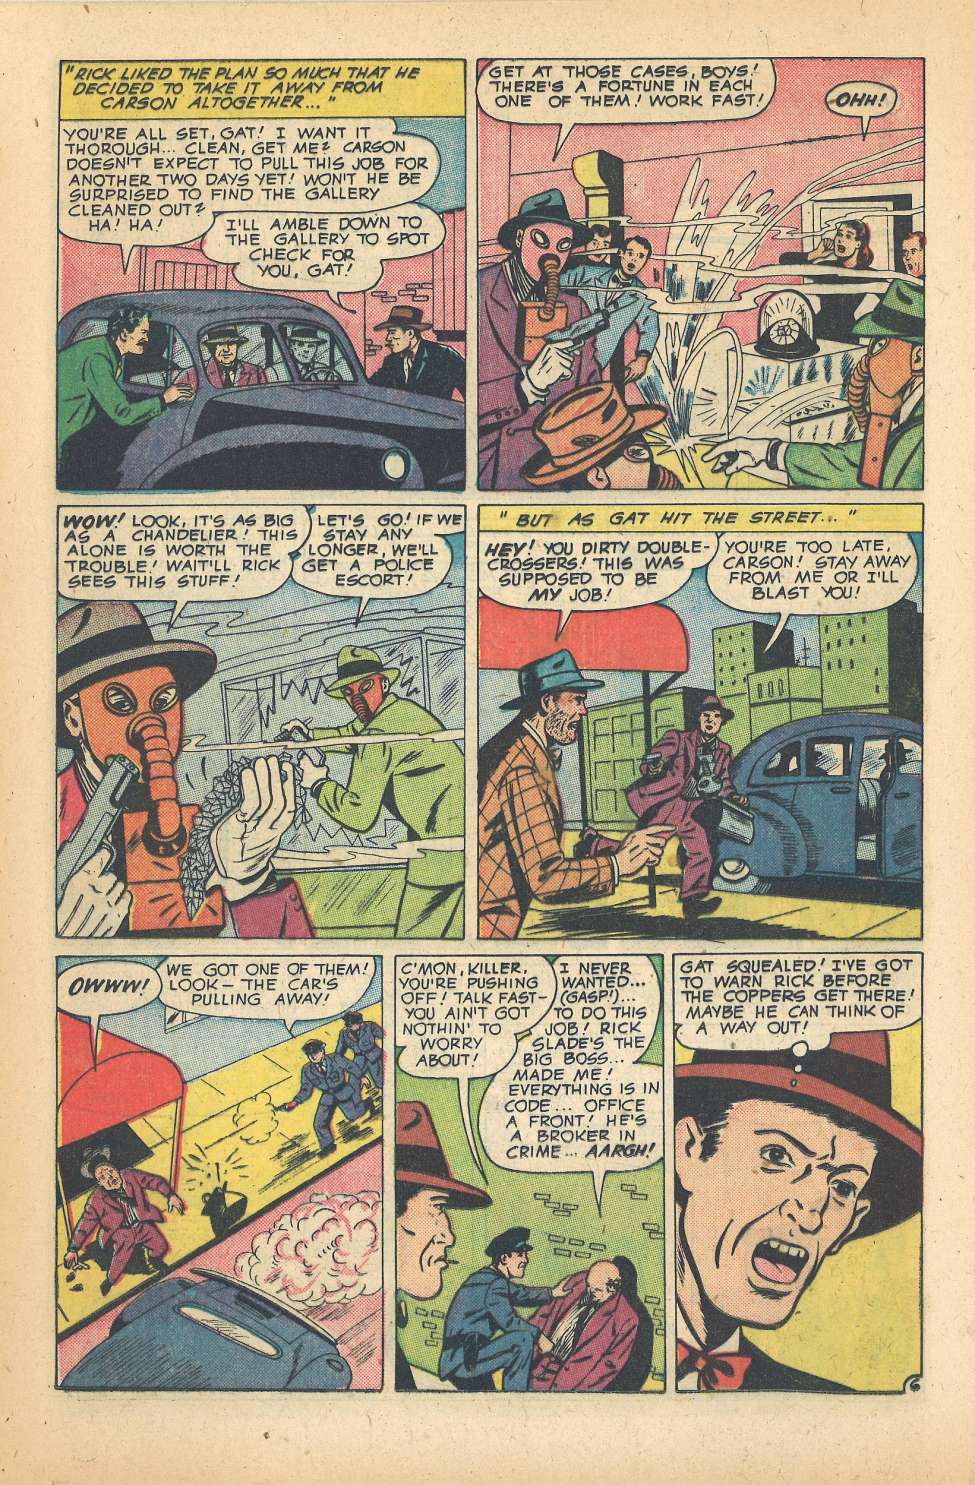 "RICK LIKED THE PLAN SO MUCH THAT HE
DECIDED TO TAKE IT AWAY FROM
CARSON ALTOGETHER..."
YOU'RE ALL SET, GAT! I WANT IT
THOROUGH... CLEAN, GET ME? CARSON
DOESN'T EXPECT TO PULL THIS JOB FOR
ANOTHER TWO DAYS YET! WON'T HE BE
SURPRISED TO FIND THE GALLERY
CLEANED OUT?
HA! HA!
I'LL AMBLE DOWN TO
THE GALLERY TO SPOT
CHECK FOR
YOU, GAT!
GET AT THOSE CASES, BOYS!
THERE'S A FORTUNE IN EACH
ONE OF THEM! WORK FAST!
OHH!
WOW! LOOK, IT'S AS BIG
AS A CHANDELIER! THIS
ALONE IS WORTH THE
TROUBLE! WAIT'LL RICK
SEES THIS STUFF!
LET'S GO! IF WE
STAY ANY
LONGER, WE'LL
GET A POLICE
ESCORT!
"BUT AS GAT HIT THE STREET..."
HEY! YOU DIRTY DOUBLE-
CROSSERS! THIS WAS
SUPPOSED TO BE
MY JOB!
YOU'RE TOO LATE,
CARSON! STAY AWAY
FROM ME OR I'LL
BLAST YOU!
OWWW!
WE GOT ONE OF THEM!
LOOK- THE CAR'S
PULLING AWAY!
C'MON, KILLER,
YOU'RE PUSHING
OFF! TALK FAST-
YOU AIN'T GOT
NOTHIN' TO
WORRY
ABOUT!
I NEVER
WANTED...
(GASP!)...
TO DO THIS
JOB! RICK
SLADE'S THE
BIG BOSS...
MADE ME!
EVERYTHING IS IN
CODE... OFFICE
A FRONT! HE'S
A BROKER IN
CRIME... AARGH!
GAT SQUEALED! I'VE GOT
TO WARN RICK BEFORE
THE COPPERS GET THERE!
MAYBE HE CAN THINK OF
A WAY OUT!
6